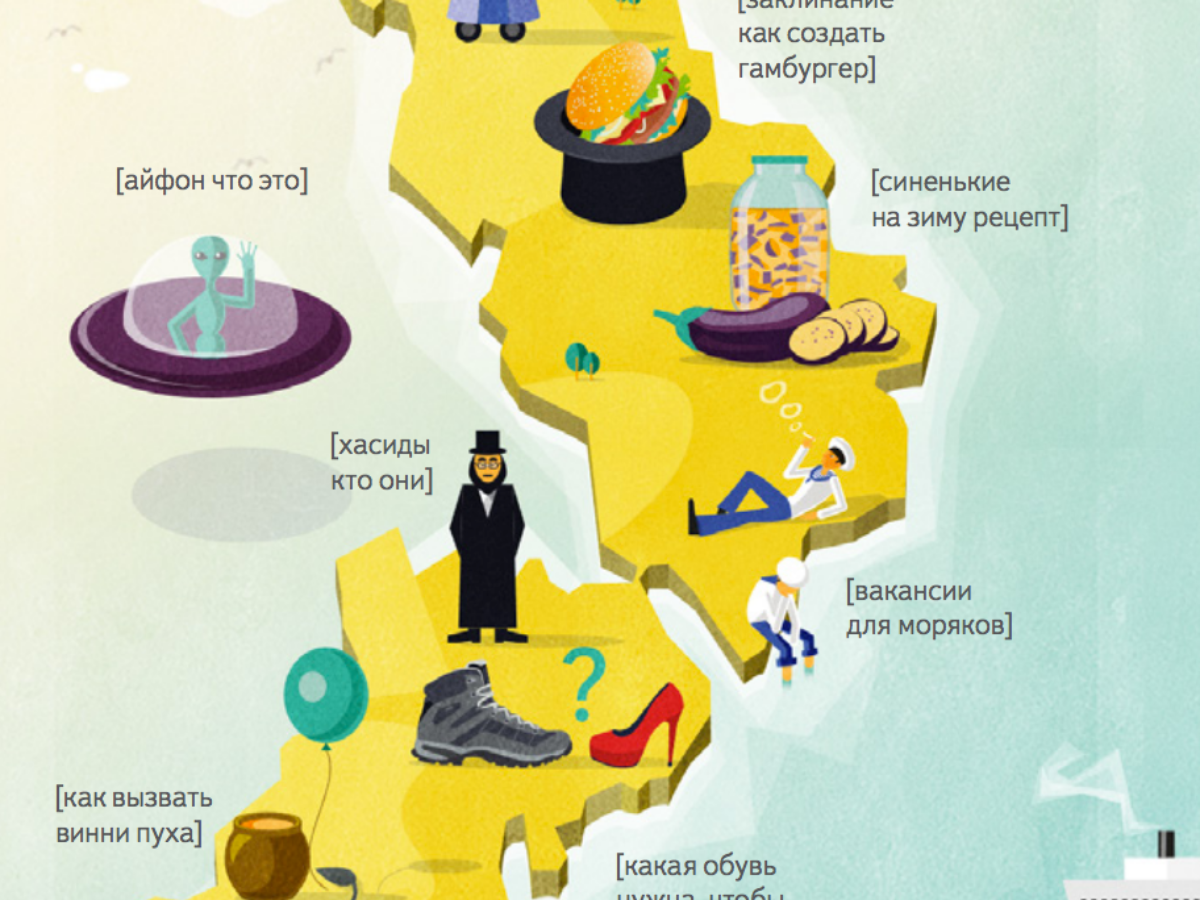 [заклинание
как создать
гамбургер]
[айфон что это]
[синенькие
на зиму рецепт]
[хасиды
кто они]
[вакансии
для моряков]
?
[как вызвать
винни пуха]
[какая обувь
нужна, чтобы